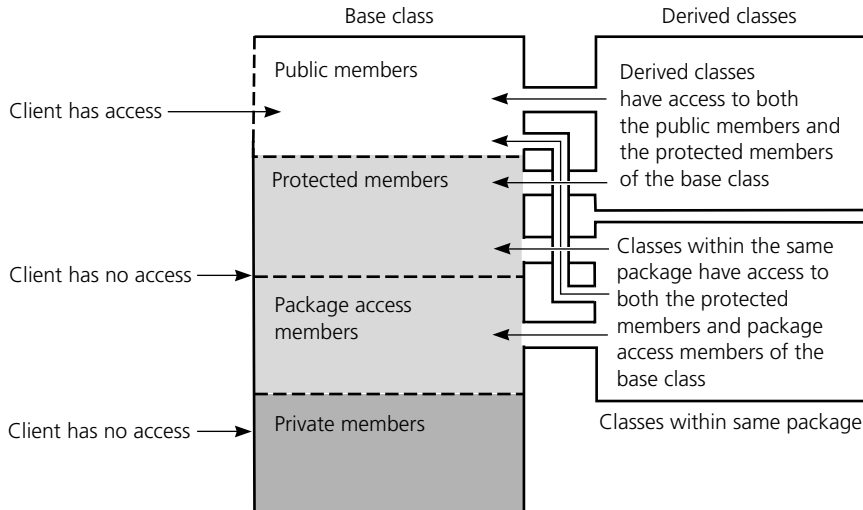 Base class
Derived classes
Public members
Client has access
Derived classes
have access to both
the public members and
the protected members
of the base class
Protected members
Client has no access
Classes within the same
package have access to
both the protected
members and package
access members of the
base class
Package access
members
Client has no access
Private members
Classes within same package